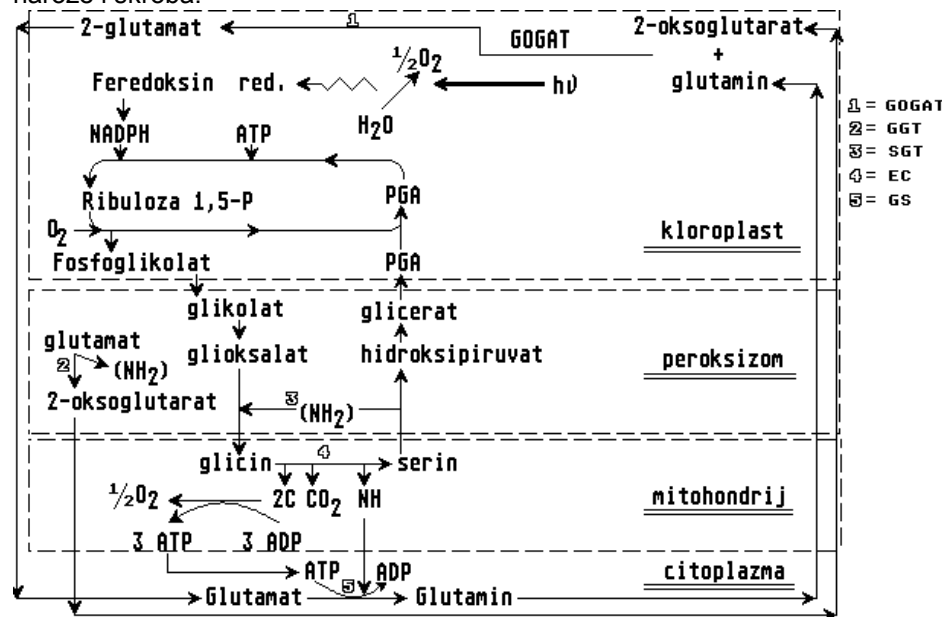 2-glutamat 1 GOGAT 2-oksoglutarat
+
glutamin
½O2
Feredoksin red. hν
H2O
NADPH ATP
Ribuloza 1,5-P PGA
O2
kloroplast
Fosfoglikolat PGA
1= GOGAT
2= GGT
3= SGT
4= EC
5= GS
glikolat glicerat
glutamat
2 (NH2) glioksalat hidroksipiruvat peroksizom
2-oksoglutarat 3 (NH2)
4
glicin serin
½O2 2C CO2 NH mitohondrij
3 ATP 3 ADP
ATP 5 ADP citoplazma
Glutamat Glutamin